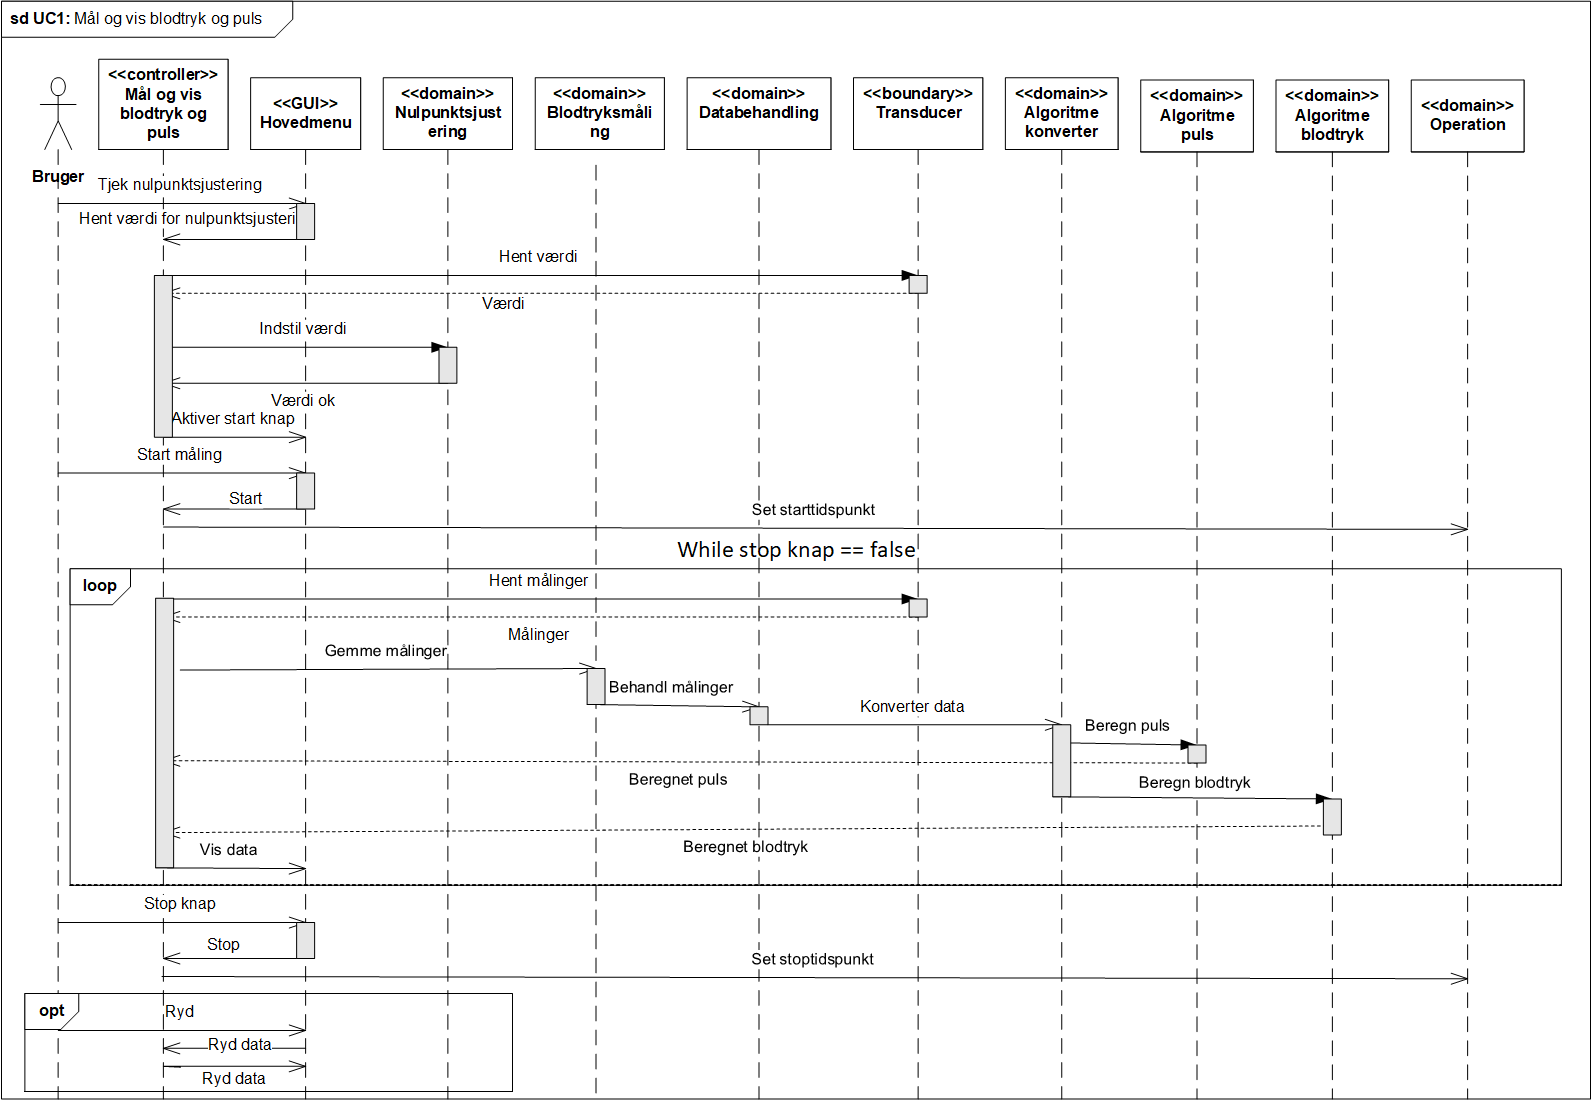 sd UC1: Mål og vis blodtryk og puls
Bruger
<<controller>>
Mål og vis
blodtryk og
puls
<<GUI>>
Hovedmenu
<<domain>>
Nulpunktsjust
ering
<<domain>>
Blodtryksmåli
ng
<<domain>>
Databehandling
<<boundary>>
Transducer
<<domain>>
Algoritme
konverter
<<domain>>
Algoritme
puls
<<domain>>
Algoritme
blodtryk
<<domain>>
Operation
Tjek nulpunktsjustering
Hent værdi for nulpunktsjusteri
Hent værdi
Værdi
Indstil værdi
Værdi ok
Aktiver start knap
Start måling
Start
Set starttidspunkt
While stop knap == false
loop
Hent målinger
Målinger
Gemme målinger
Behandl målinger
Konverter data
Beregn puls
Beregnet puls
Beregn blodtryk
Beregnet blodtryk
Vis data
Stop knap
Stop
Set stoptidspunkt
opt
Ryd
Ryd data
Ryd data